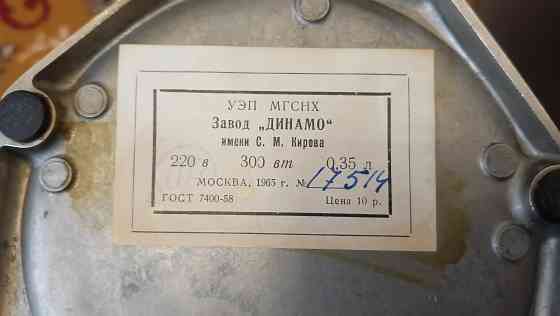 УЭП МГСНХ
Завод „ДИНАМО“
имени С. М. Кирова
220 в 300 вт 0,35 л
МОСКВА, 1965 г. № 17514
ГОСТ 7400-58 Цена 10 р.